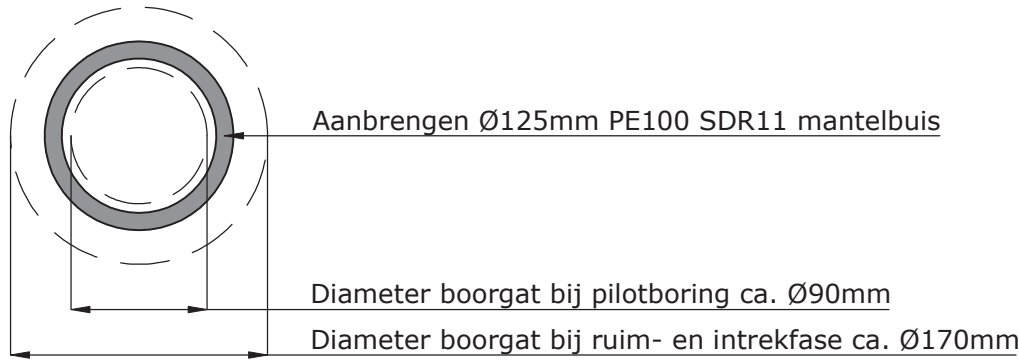 Aanbrengen Ø125mm PE100 SDR11 mantelbuis
Diameter boorgat bij pilotboring ca. Ø90mm
Diameter boorgat bij ruim- en intrekfase ca. Ø170mm